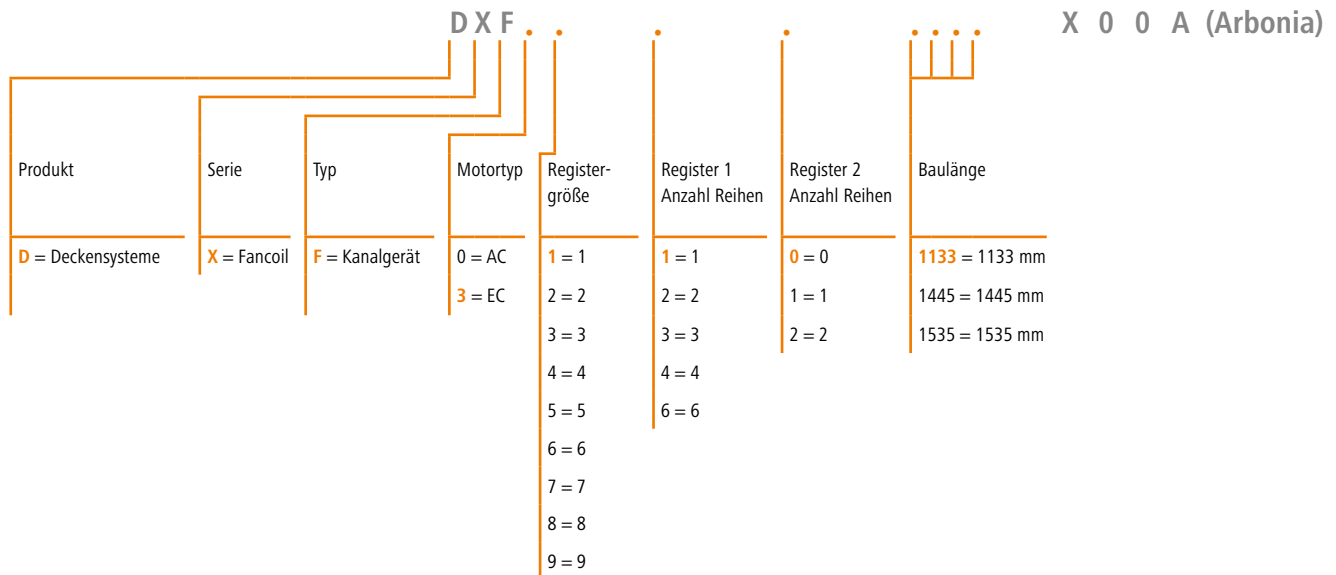 D X F . . . . . . . . X 0 0 A (Arbonia)
Produkt
D = Deckensysteme
Serie
X = Fancoil
Typ
F = Kanalgerät
Motortyp
0 = AC
3 = EC
Register-
größe
1 = 1
2 = 2
3 = 3
4 = 4
5 = 5
6 = 6
7 = 7
8 = 8
9 = 9
Register 1
Anzahl Reihen
1 = 1
2 = 2
3 = 3
4 = 4
6 = 6
Register 2
Anzahl Reihen
0 = 0
1 = 1
2 = 2
Baulänge
1133 = 1133 mm
1445 = 1445 mm
1535 = 1535 mm